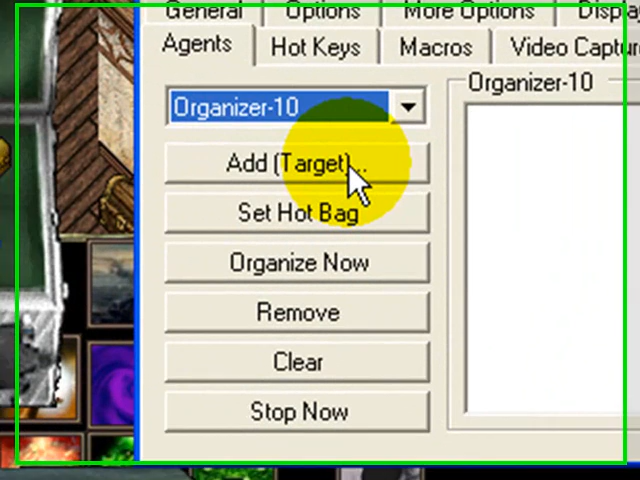 General Options More Options
Agents Hot Keys Macros Video
Organizer-10 Organizer-10
Add (Target)...
Set Hot Bag
Organize Now
Remove
Clear
Stop Now